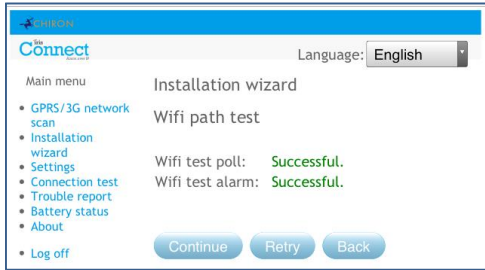 CHIRON
iris
Connect
Language: English
Main menu
GPRS/3G network
scan
Installation
wizard
Settings
Connection test
Trouble report
Battery status
About
Log off
Installation wizard
Wifi path test
Wifi test poll: Successful.
Wifi test alarm: Successful.
Continue
Retry
Back